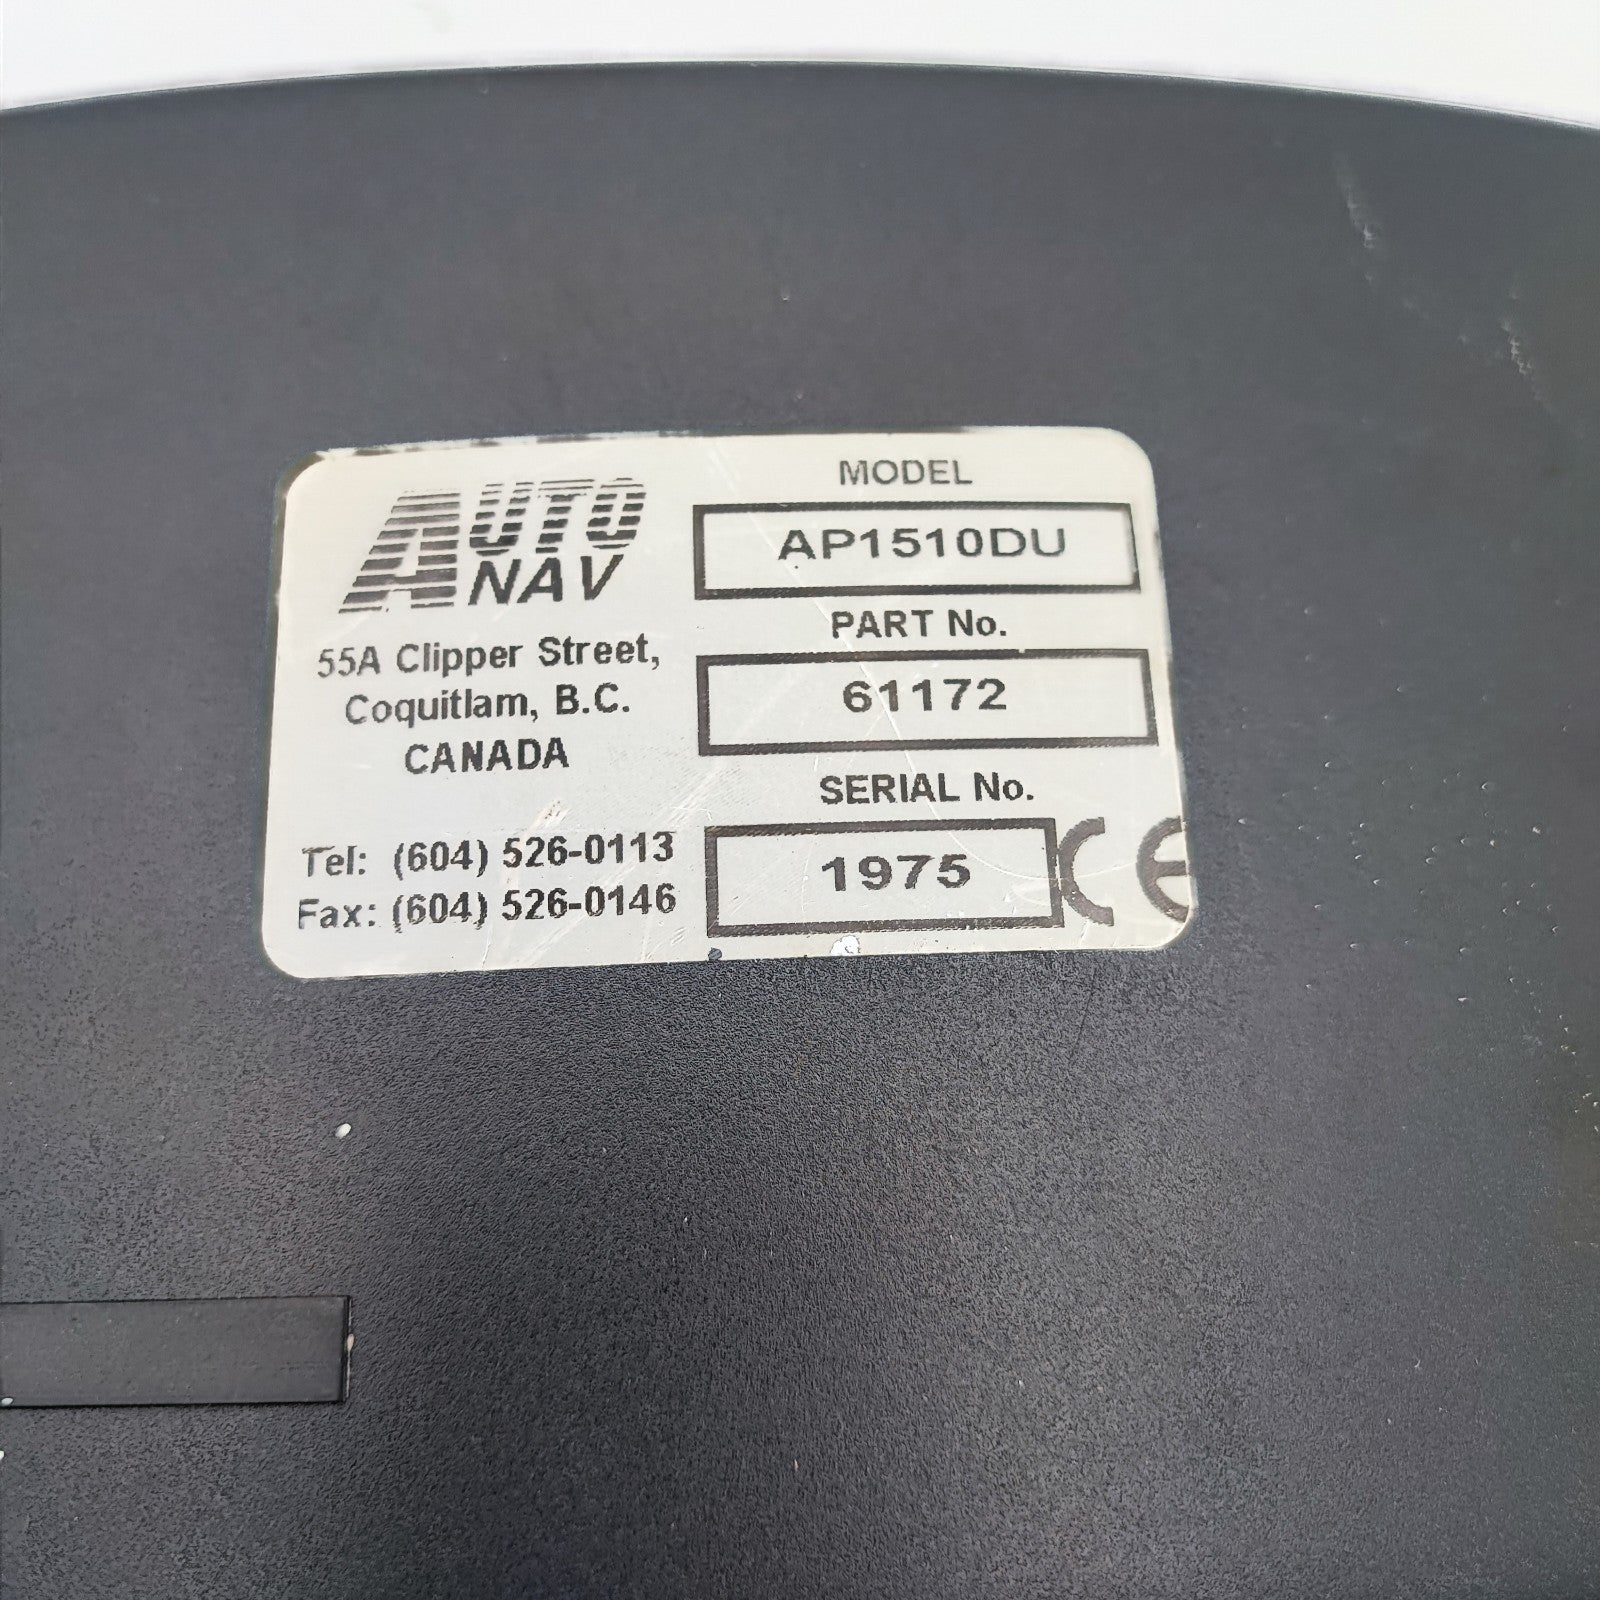 AUTO
NAV
55A Clipper Street,
Coquitlam, B.C.
CANADA
Tel: (604) 526-0113
Fax: (604) 526-0146
MODEL
AP1510DU
PART No.
61172
SERIAL No.
1975
CE